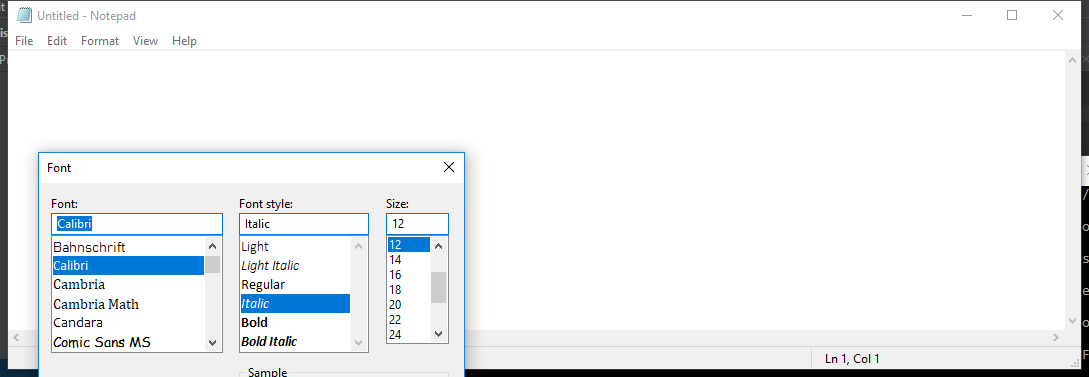 Untitled - Notepad
File Edit Format View Help
Font
Font: Font style: Size:
Calibri Italic 12
Bahnschrift Light 12
Calibri Light Italic 14
Cambria Regular 16
Cambria Math Italic 18
Candara Bold 20
Comic Sans MS Bold Italic 22
24
Sample
Ln 1, Col 1